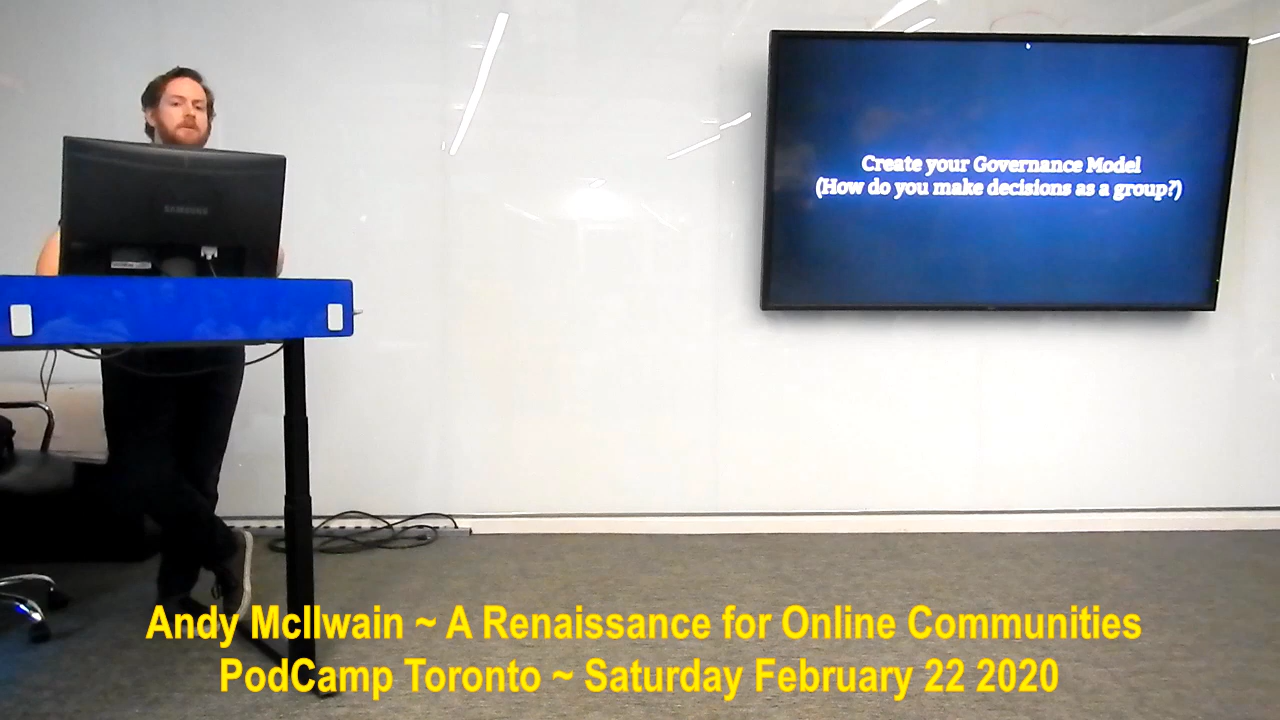 Create your Governance Model
(How do you make decisions as a group?)
SAMSUNG
Andy McIlwain ~ A Renaissance for Online Communities
PodCamp Toronto ~ Saturday February 22 2020